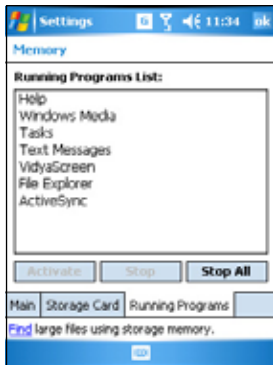 Settings 11:34 ok
Memory
Running Programs List:
Help
Windows Media
Tasks
Text Messages
VidyaScreen
File Explorer
ActiveSync
Activate Stop Stop All
Main Storage Card Running Programs
Find large files using storage memory.